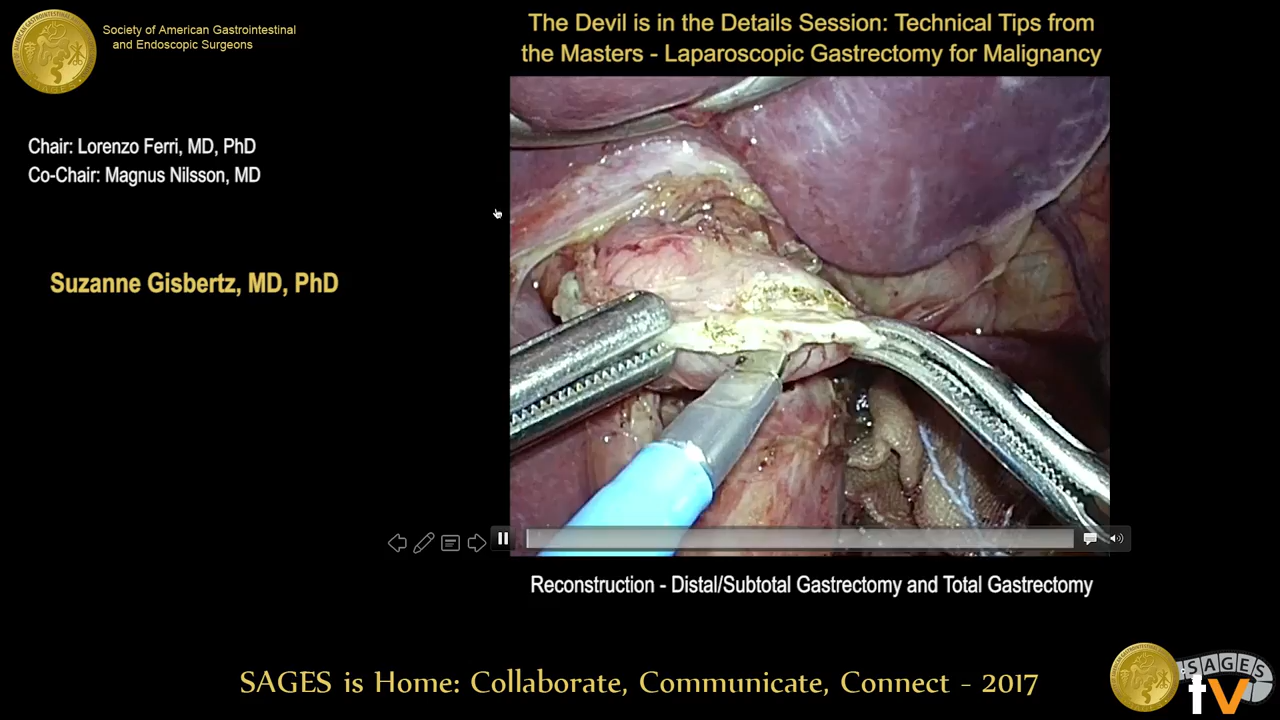 Society of American Gastrointestinal
and Endoscopic Surgeons
The Devil is in the Details Session: Technical Tips from
the Masters - Laparoscopic Gastrectomy for Malignancy
Chair: Lorenzo Ferri, MD, PhD
Co-Chair: Magnus Nilsson, MD
Suzanne Gisbertz, MD, PhD
Reconstruction - Distal/Subtotal Gastrectomy and Total Gastrectomy
SAGES is Home: Collaborate, Communicate, Connect - 2017
SAGES
tv